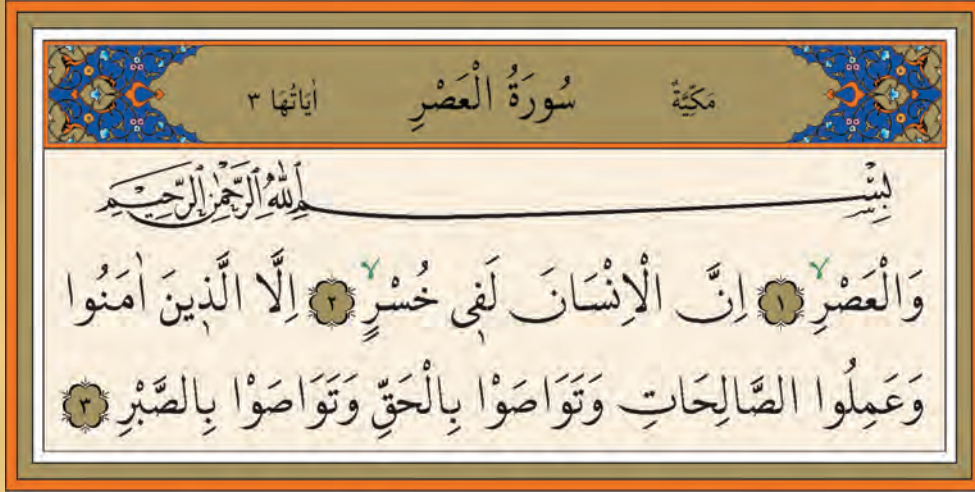 مَكِّيَّةٌ سُورَةُ الْعَصْرِ اٰيَاتُهَا ٣
بِسْمِ اللّٰهِ الرَّحْمٰنِ الرَّحِيمِ
وَالْعَصْرِۙ ﴿١﴾ اِنَّ الْاِنْسَانَ لَف۪ي خُسْرٍۙ ﴿٢﴾ اِلَّا الَّذ۪ينَ اٰمَنُوا
وَعَمِلُوا الصَّالِحَاتِ وَتَوَاصَوْا بِالْحَقِّ وَتَوَاصَوْا بِالصَّبْرِ ﴿٣﴾